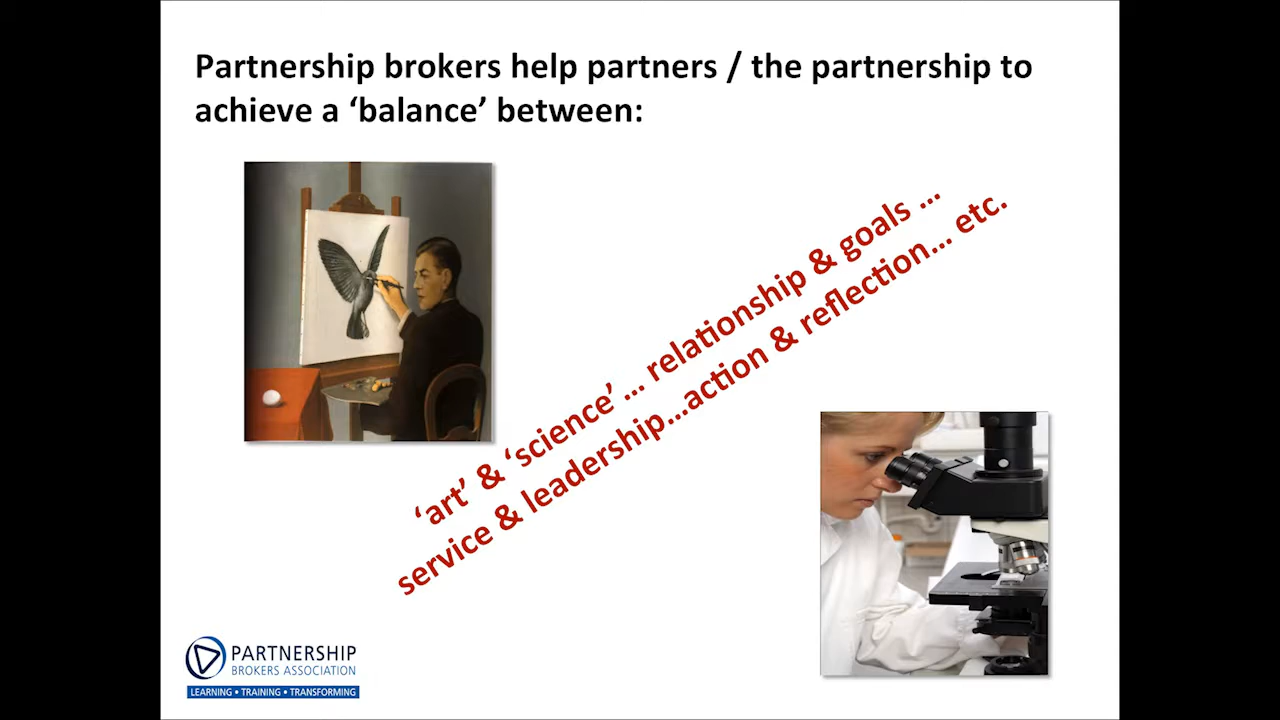 Partnership brokers help partners / the partnership to
achieve a ‘balance’ between:
‘art’ & ‘science’ ... relationship & goals ...
service & leadership...action & reflection... etc.
PARTNERSHIP
BROKERS ASSOCIATION
LEARNING • TRAINING • TRANSFORMING